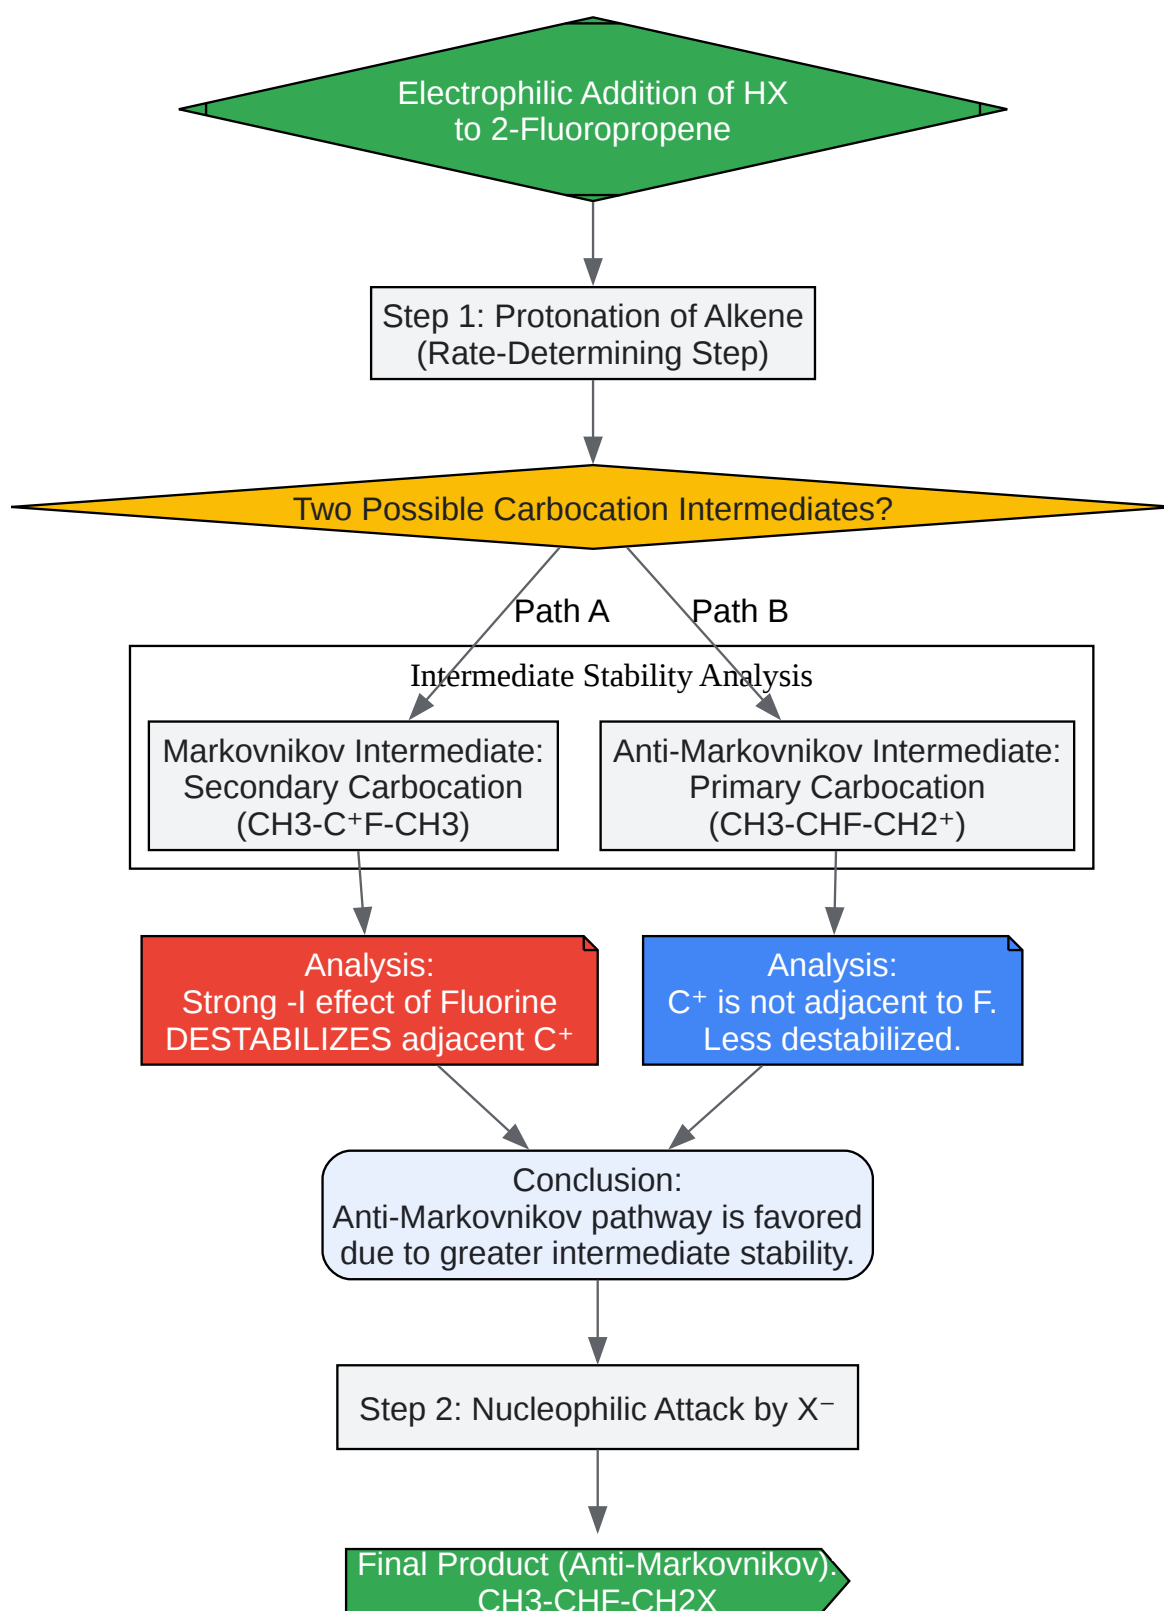 Electrophilic Addition of HX
to 2-Fluoropropene
Step 1: Protonation of Alkene
(Rate-Determining Step)
Two Possible Carbocation Intermediates?
Path A
Path B
Intermediate Stability Analysis
Markovnikov Intermediate:
Secondary Carbocation
(CH3-C⁺F-CH3)
Anti-Markovnikov Intermediate:
Primary Carbocation
(CH3-CHF-CH2⁺)
Analysis:
Strong -I effect of Fluorine
DESTABILIZES adjacent C⁺
Analysis:
C⁺ is not adjacent to F.
Less destabilized.
Conclusion:
Anti-Markovnikov pathway is favored
due to greater intermediate stability.
Step 2: Nucleophilic Attack by X⁻
Final Product (Anti-Markovnikov):
CH3-CHF-CH2X